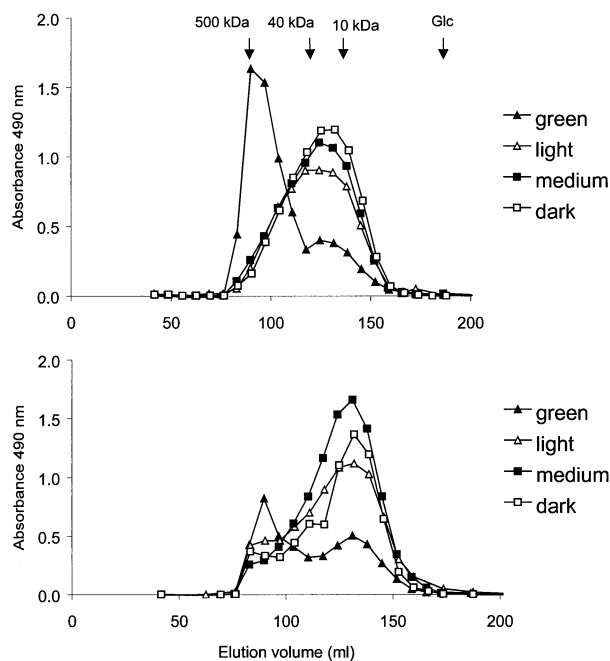 500 kDa 40 kDa 10 kDa Glc
2.0
1.5
1.0
0.5
0.0
Absorbance 490 nm
0 50 100 150 200
green
light
medium
dark
2.0
1.5
1.0
0.5
0.0
Absorbance 490 nm
0 50 100 150 200
Elution volume (ml)
green
light
medium
dark